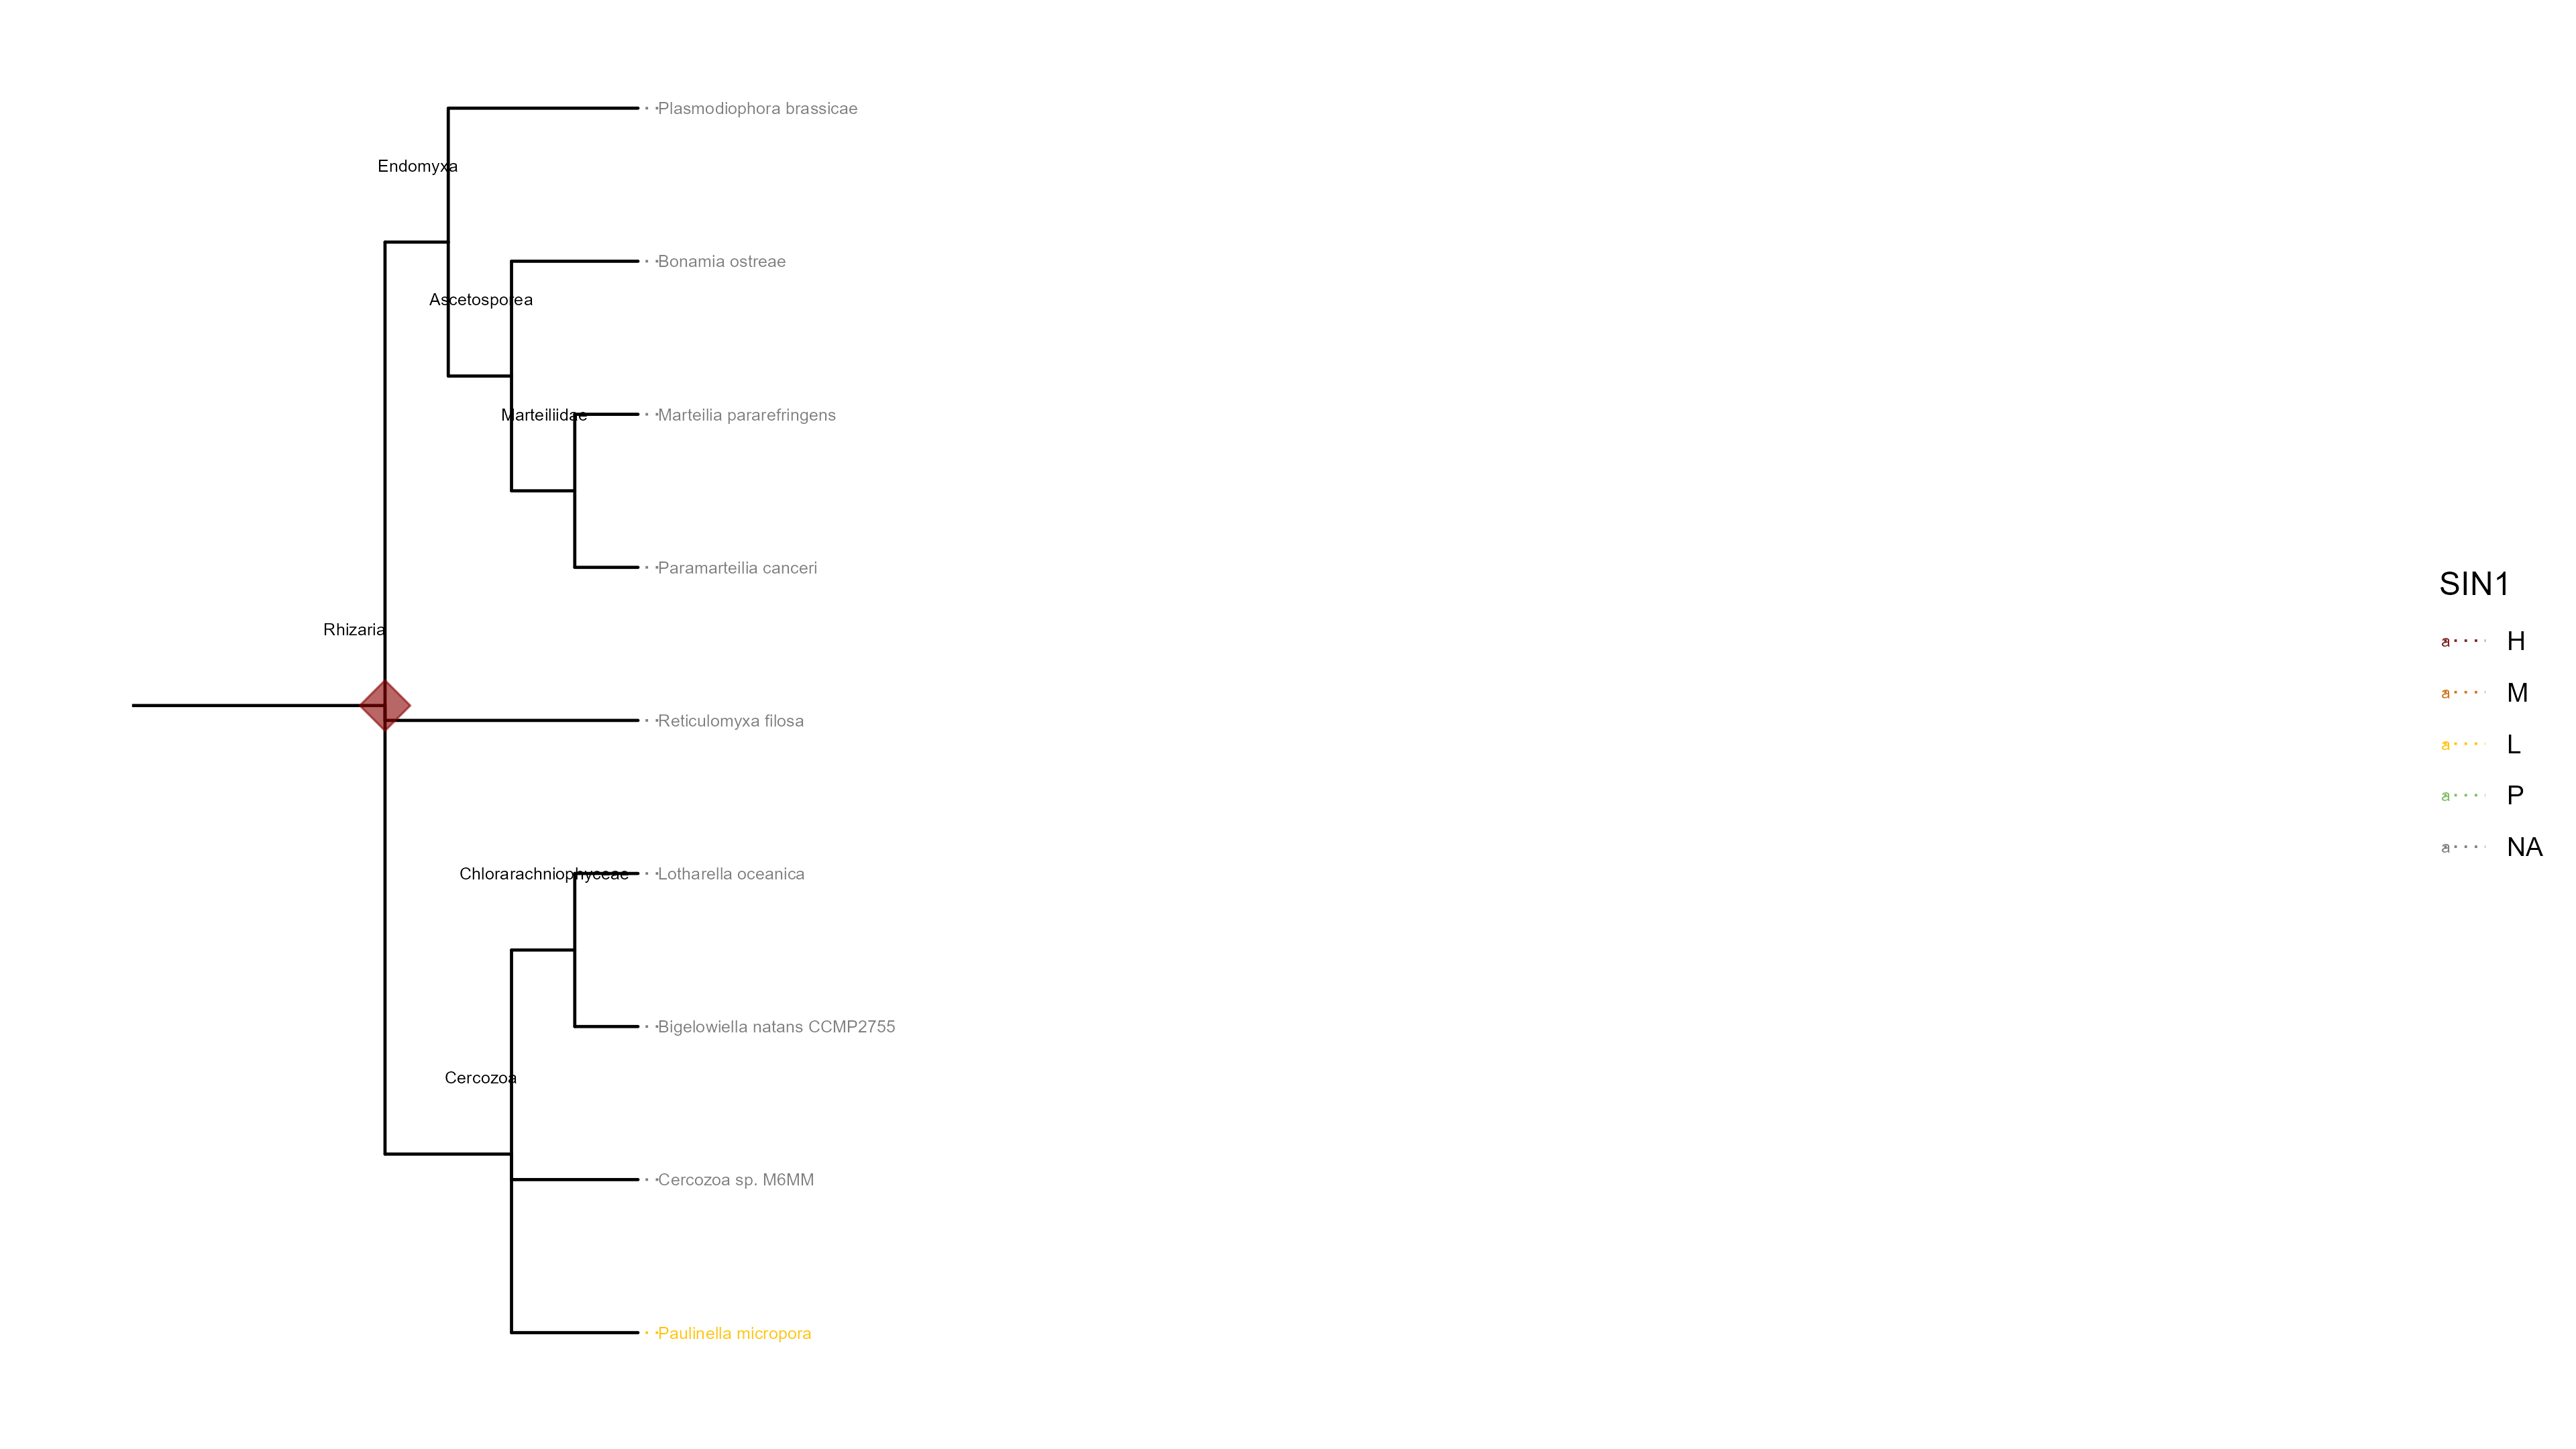 Plasmodiophora brassicae
Endomyxa
Bonamia ostreae
Ascetosporea
Marteiliidae
Marteilia pararefringens
Paramarteilia canceri
Rhizaria
Reticulomyxa filosa
Chlorarachniophyceae
Lotharella oceanica
Bigelowiella natans CCMP2755
Cercozoa
Cercozoa sp. M6MM
Paulinella micropora
SIN1
a H
a M
a L
a P
a NA